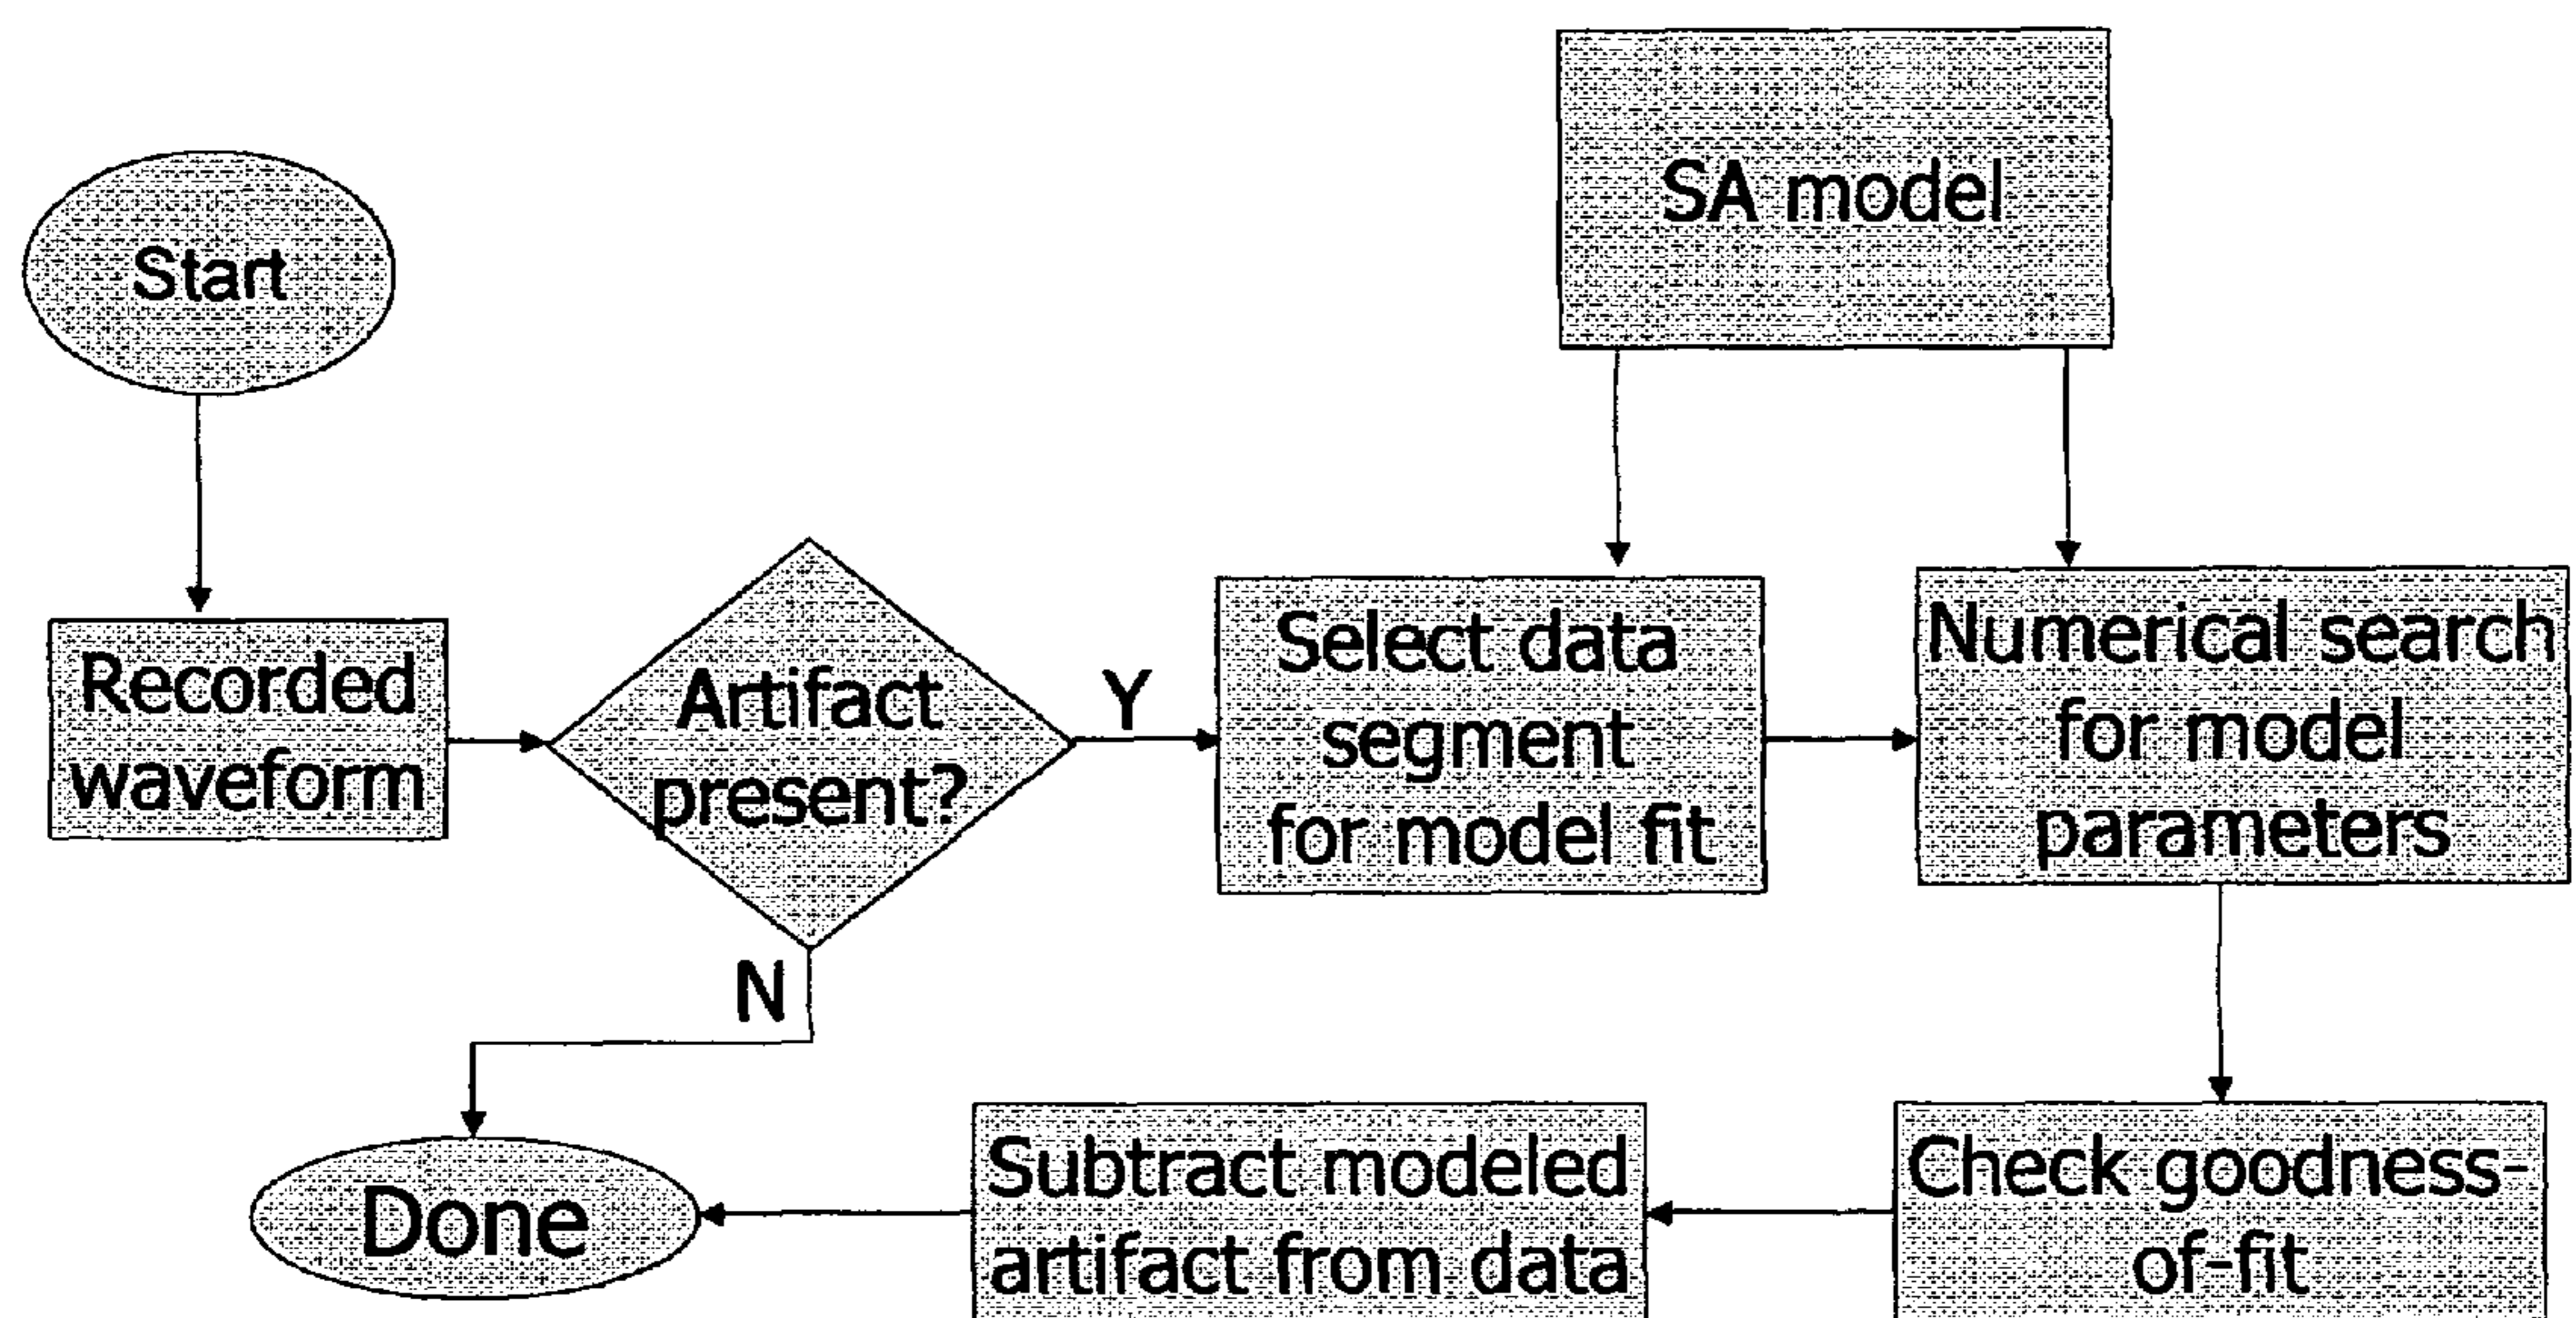 SA model
Start
Recorded
waveform
Artifact
present?
Y
N
Select data
segment
for model fit
Numerical search
for model
parameters
Check goodness-
of-fit
Subtract modeled
artifact from data
Done